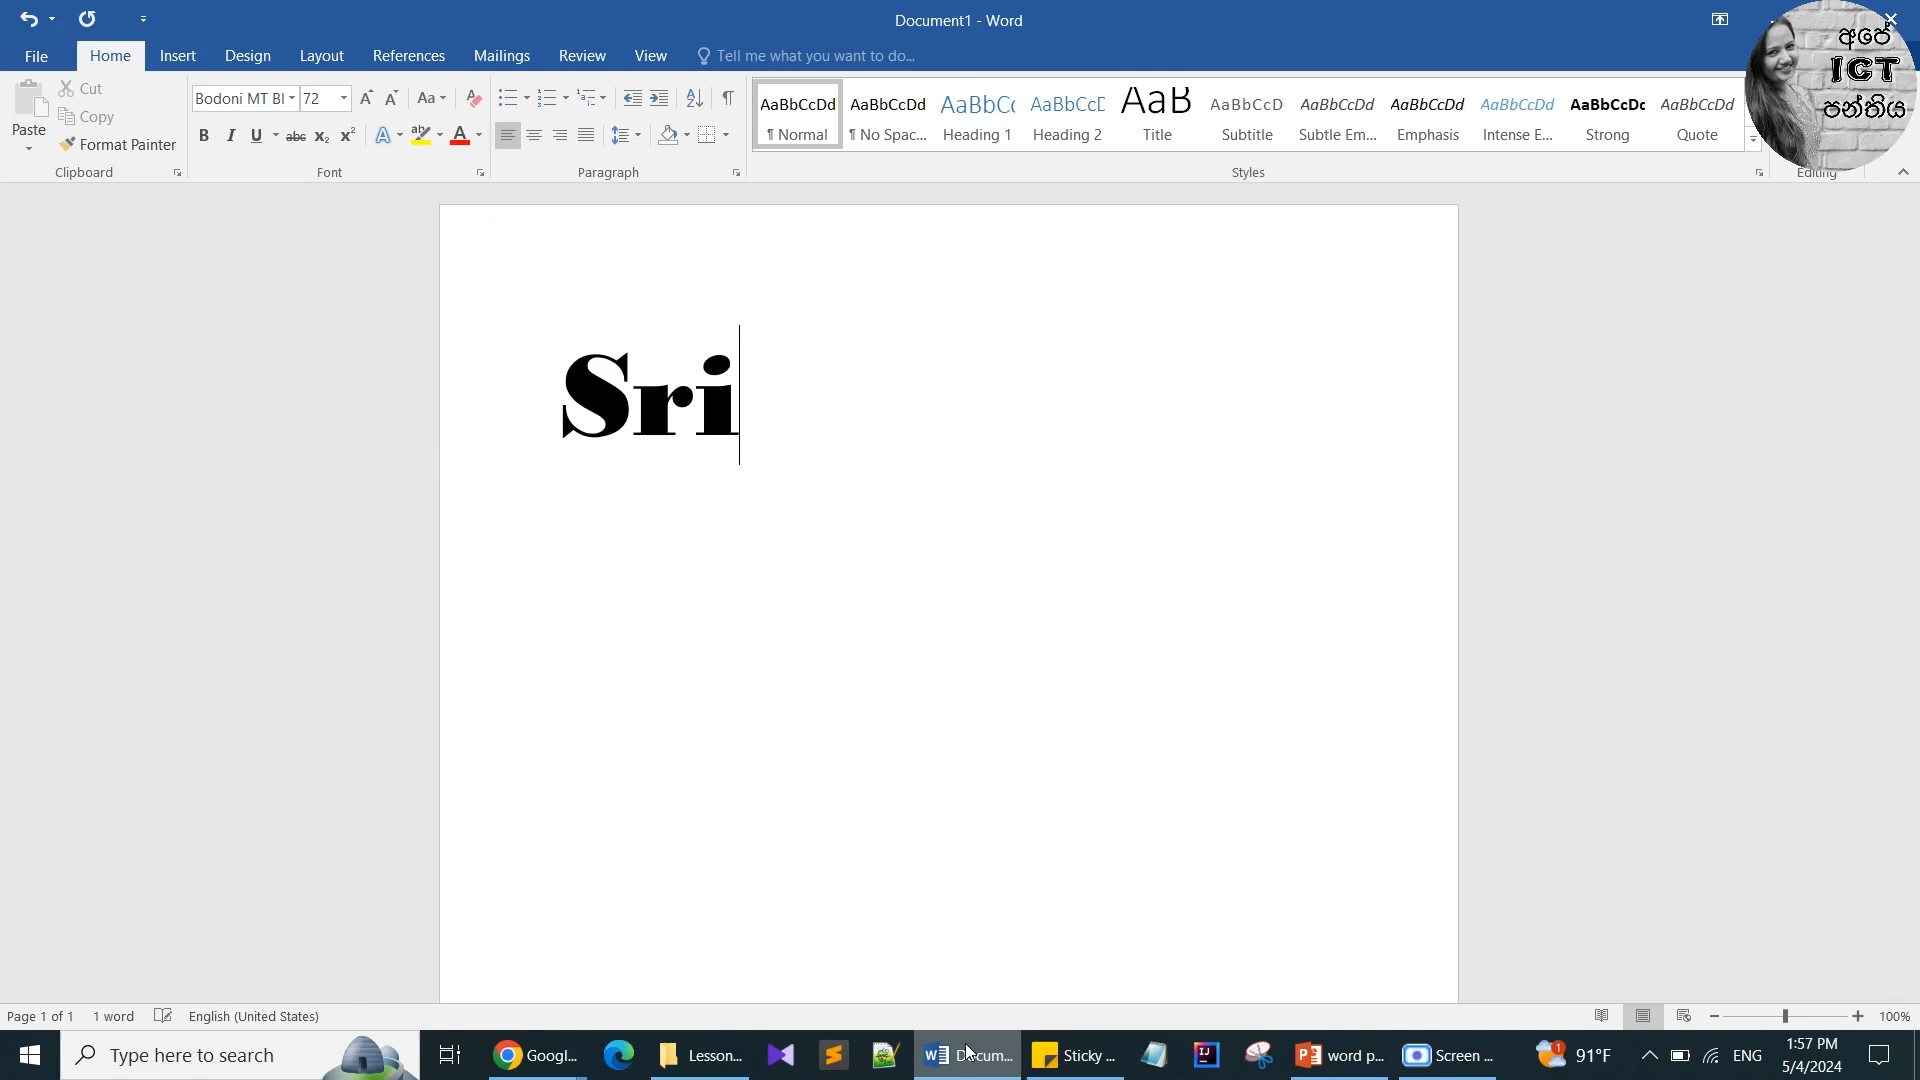 Document1 - Word
File Home Insert Design Layout References Mailings Review View Tell me what you want to do...
අපේ
ICT
පන්තිය
Paste
Cut
Copy
Format Painter
Clipboard
Bodoni MT Bl 72
Font
Paragraph
AaBbCcDd AaBbCcDd AaBbCc AaBbCcD AaB AaBbCcD AaBbCcDd AaBbCcDd AaBbCcDd AaBbCcDc AaBbCcDd
¶ Normal ¶ No Spac... Heading 1 Heading 2 Title Subtitle Subtle Em... Emphasis Intense E... Strong Quote
Styles
Editing
Sri
Page 1 of 1 1 word English (United States) 100%
Type here to search
Googl... Lesson... Docum... Sticky ... word p... Screen ...
91°F ENG
1:57 PM
5/4/2024